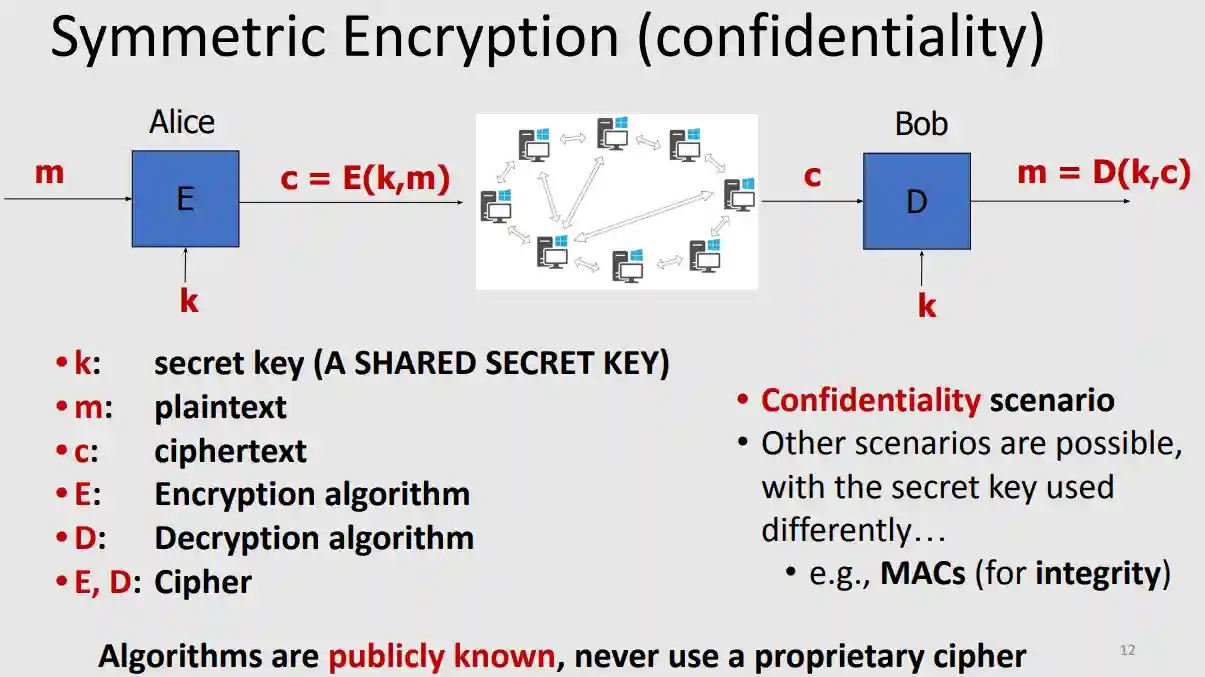 Symmetric Encryption (confidentiality)
Alice
Bob
m
E
c = E(k,m)
c
D
m = D(k,c)
k
k
• k: secret key (A SHARED SECRET KEY)
• m: plaintext
• c: ciphertext
• E: Encryption algorithm
• D: Decryption algorithm
• E, D: Cipher
• Confidentiality scenario
• Other scenarios are possible,
with the secret key used
differently…
• e.g., MACs (for integrity)
Algorithms are publicly known, never use a proprietary cipher
12